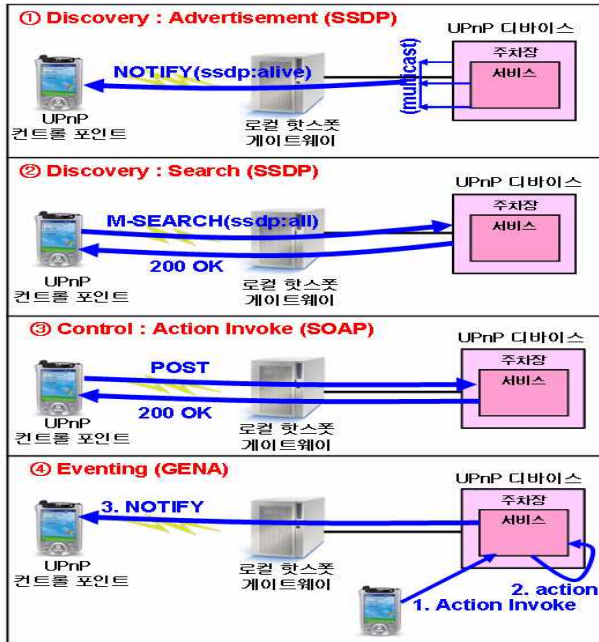 ① Discovery : Advertisement (SSDP)
UPnP 디바이스
주차장
서비스
NOTIFY(ssdp:alive)
(multicast)
UPnP
컨트롤 포인트
로컬 핫스폿
게이트웨이
② Discovery : Search (SSDP)
UPnP 디바이스
주차장
서비스
M-SEARCH(ssdp:all)
200 OK
UPnP
컨트롤 포인트
로컬 핫스폿
게이트웨이
③ Control : Action Invoke (SOAP)
UPnP 디바이스
주차장
서비스
POST
200 OK
UPnP
컨트롤 포인트
로컬 핫스폿
게이트웨이
④ Eventing (GENA)
UPnP 디바이스
주차장
서비스
3. NOTIFY
UPnP
컨트롤 포인트
로컬 핫스폿
게이트웨이
2. action
1. Action Invoke